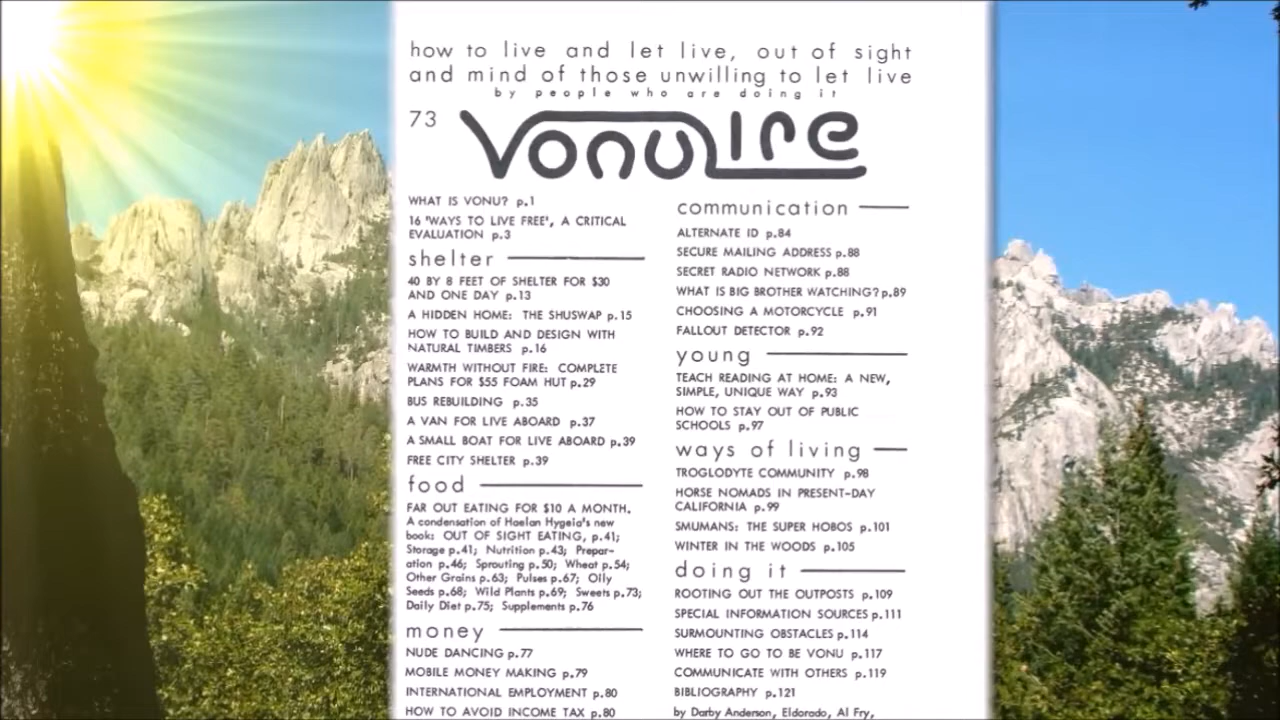 how to live and let live, out of sight
and mind of those unwilling to let live
by people who are doing it
73
VONULIFE
WHAT IS VONU? p.1
16 'WAYS TO LIVE FREE', A CRITICAL
EVALUATION p.3
shelter
40 BY 8 FEET OF SHELTER FOR $30
AND ONE DAY p.13
A HIDDEN HOME: THE SHUSWAP p.15
HOW TO BUILD AND DESIGN WITH
NATURAL TIMBERS p.16
WARMTH WITHOUT FIRE: COMPLETE
PLANS FOR $55 FOAM HUT p.29
BUS REBUILDING p.35
A VAN FOR LIVE ABOARD p.37
A SMALL BOAT FOR LIVE ABOARD p.39
FREE CITY SHELTER p.39
food
FAR OUT EATING FOR $10 A MONTH.
A condensation of Haelan Hygeia's new
book: OUT OF SIGHT EATING, p.41;
Storage p.41; Nutrition p.43; Prepar-
ation p.46; Sprouting p.50; Wheat p.54;
Other Grains p.63; Pulses p.67; Oily
Seeds p.68; Wild Plants p.69; Sweets p.73;
Daily Diet p.75; Supplements p.76
money
NUDE DANCING p.77
MOBILE MONEY MAKING p.79
INTERNATIONAL EMPLOYMENT p.80
HOW TO AVOID INCOME TAX p.80
communication
ALTERNATE ID p.84
SECURE MAILING ADDRESS p.88
SECRET RADIO NETWORK p.88
WHAT IS BIG BROTHER WATCHING? p.89
CHOOSING A MOTORCYCLE p.91
FALLOUT DETECTOR p.92
young
TEACH READING AT HOME: A NEW,
SIMPLE, UNIQUE WAY p.93
HOW TO STAY OUT OF PUBLIC
SCHOOLS p.97
ways of living
TROGLODYTE COMMUNITY p.98
HORSE NOMADS IN PRESENT-DAY
CALIFORNIA p.99
SMUMANS: THE SUPER HOBOS p.101
WINTER IN THE WOODS p.105
doing it
ROOTING OUT THE OUTPOSTS p.109
SPECIAL INFORMATION SOURCES p.111
SURMOUNTING OBSTACLES p.114
WHERE TO GO TO BE VONU p.117
COMMUNICATE WITH OTHERS p.119
BIBLIOGRAPHY p.121
by Darby Anderson, Eldorado, Al Fry,